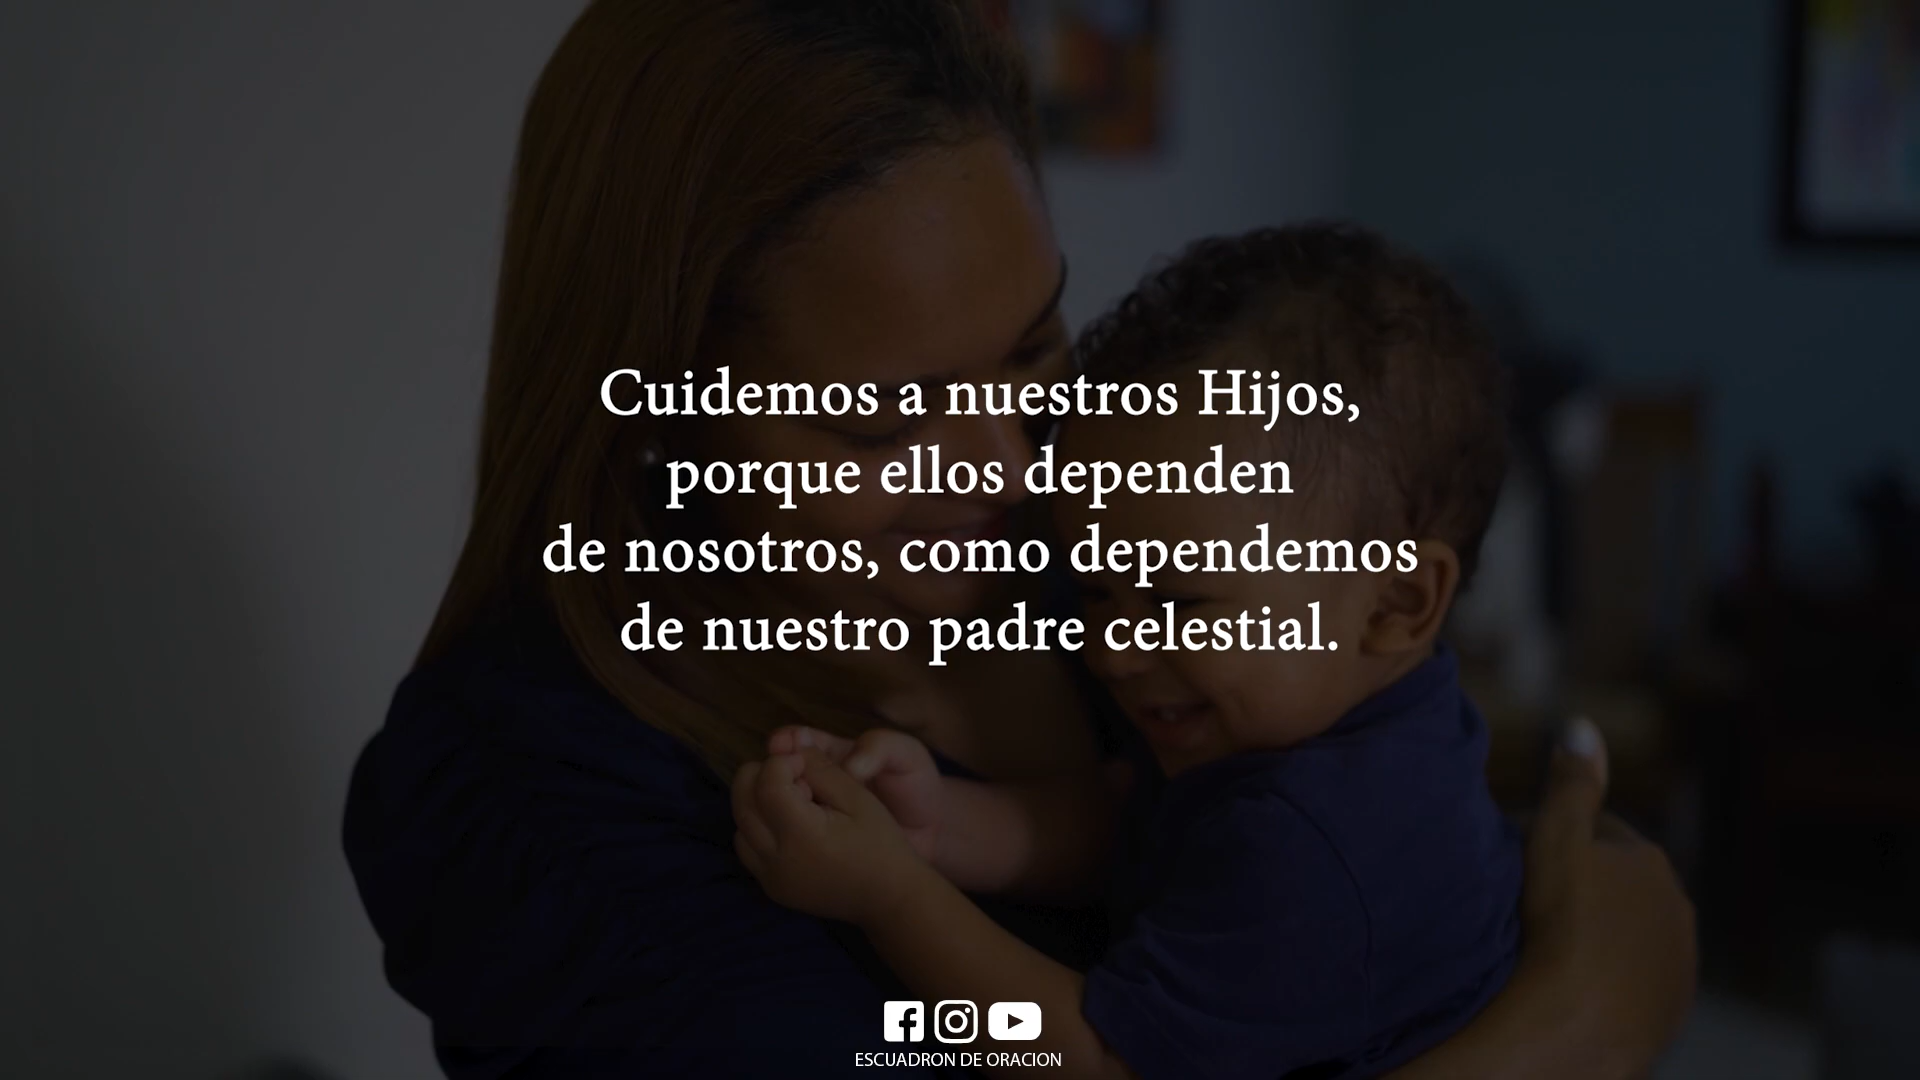 Cuidemos a nuestros Hijos,
porque ellos dependen
de nosotros, como dependemos
de nuestro padre celestial.
ESCUADRON DE ORACION